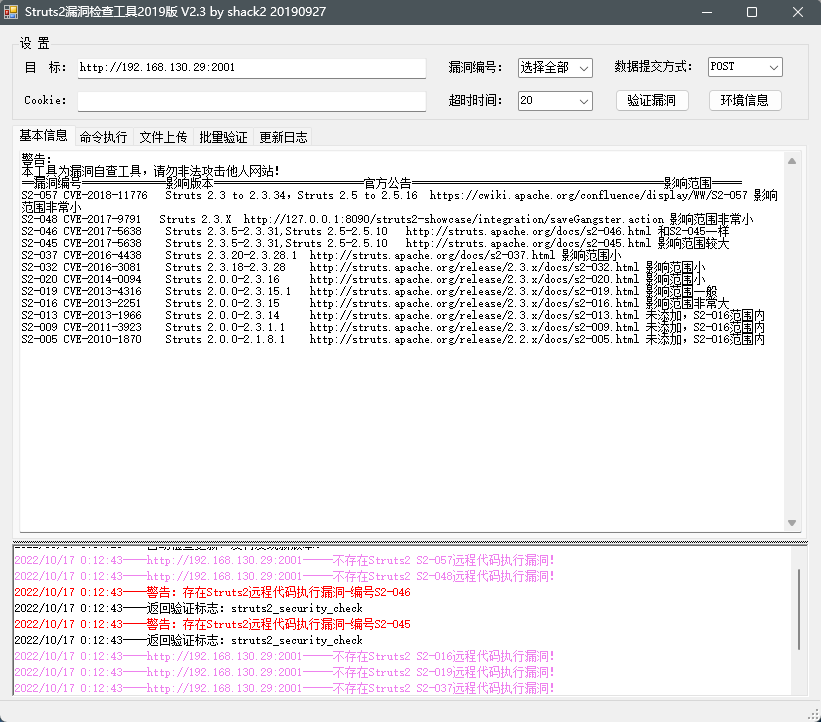 Struts2漏洞检查工具2019版 V2.3 by shack2 20190927
设 置
目 标: http://192.168.130.29:2001 漏洞编号: 选择全部 数据提交方式: POST
Cookie: 超时时间: 20 验证漏洞 环境信息
基本信息 命令执行 文件上传 批量验证 更新日志
警告:
本工具为漏洞自查工具，请勿非法攻击他人网站!
==漏洞编号==============影响版本=========================官方公告==========================================影响范围=====
S2-057 CVE-2018-11776 Struts 2.3 to 2.3.34，Struts 2.5 to 2.5.16 https://cwiki.apache.org/confluence/display/WW/S2-057 影响
范围非常小
S2-048 CVE-2017-9791 Struts 2.3.X http://127.0.0.1:8090/struts2-showcase/integration/saveGangster.action 影响范围非常小
S2-046 CVE-2017-5638 Struts 2.3.5-2.3.31,Struts 2.5-2.5.10 http://struts.apache.org/docs/s2-046.html 和S2-045一样
S2-045 CVE-2017-5638 Struts 2.3.5-2.3.31,Struts 2.5-2.5.10 http://struts.apache.org/docs/s2-045.html 影响范围较大
S2-037 CVE-2016-4438 Struts 2.3.20-2.3.28.1 http://struts.apache.org/docs/s2-037.html 影响范围小
S2-032 CVE-2016-3081 Struts 2.3.18-2.3.28 http://struts.apache.org/release/2.3.x/docs/s2-032.html 影响范围小
S2-020 CVE-2014-0094 Struts 2.0.0-2.3.16 http://struts.apache.org/release/2.3.x/docs/s2-020.html 影响范围小
S2-019 CVE-2013-4316 Struts 2.0.0-2.3.15.1 http://struts.apache.org/release/2.3.x/docs/s2-019.html 影响范围一般
S2-016 CVE-2013-2251 Struts 2.0.0-2.3.15 http://struts.apache.org/release/2.3.x/docs/s2-016.html 影响范围非常大
S2-013 CVE-2013-1966 Struts 2.0.0-2.3.14 http://struts.apache.org/release/2.3.x/docs/s2-013.html 未添加，S2-016范围内
S2-009 CVE-2011-3923 Struts 2.0.0-2.3.1.1 http://struts.apache.org/release/2.3.x/docs/s2-009.html 未添加，S2-016范围内
S2-005 CVE-2010-1870 Struts 2.0.0-2.1.8.1 http://struts.apache.org/release/2.2.x/docs/s2-005.html 未添加，S2-016范围内
2022/10/17 0:12:43----http://192.168.130.29:2001-----不存在Struts2 S2-057远程代码执行漏洞!
2022/10/17 0:12:43----http://192.168.130.29:2001-----不存在Struts2 S2-048远程代码执行漏洞!
2022/10/17 0:12:43----警告: 存在Struts2远程代码执行漏洞-编号S2-046
2022/10/17 0:12:43----返回验证标志: struts2_security_check
2022/10/17 0:12:43----警告: 存在Struts2远程代码执行漏洞-编号S2-045
2022/10/17 0:12:43----返回验证标志: struts2_security_check
2022/10/17 0:12:43----http://192.168.130.29:2001-----不存在Struts2 S2-016远程代码执行漏洞!
2022/10/17 0:12:43----http://192.168.130.29:2001-----不存在Struts2 S2-019远程代码执行漏洞!
2022/10/17 0:12:43----http://192.168.130.29:2001-----不存在Struts2 S2-037远程代码执行漏洞!